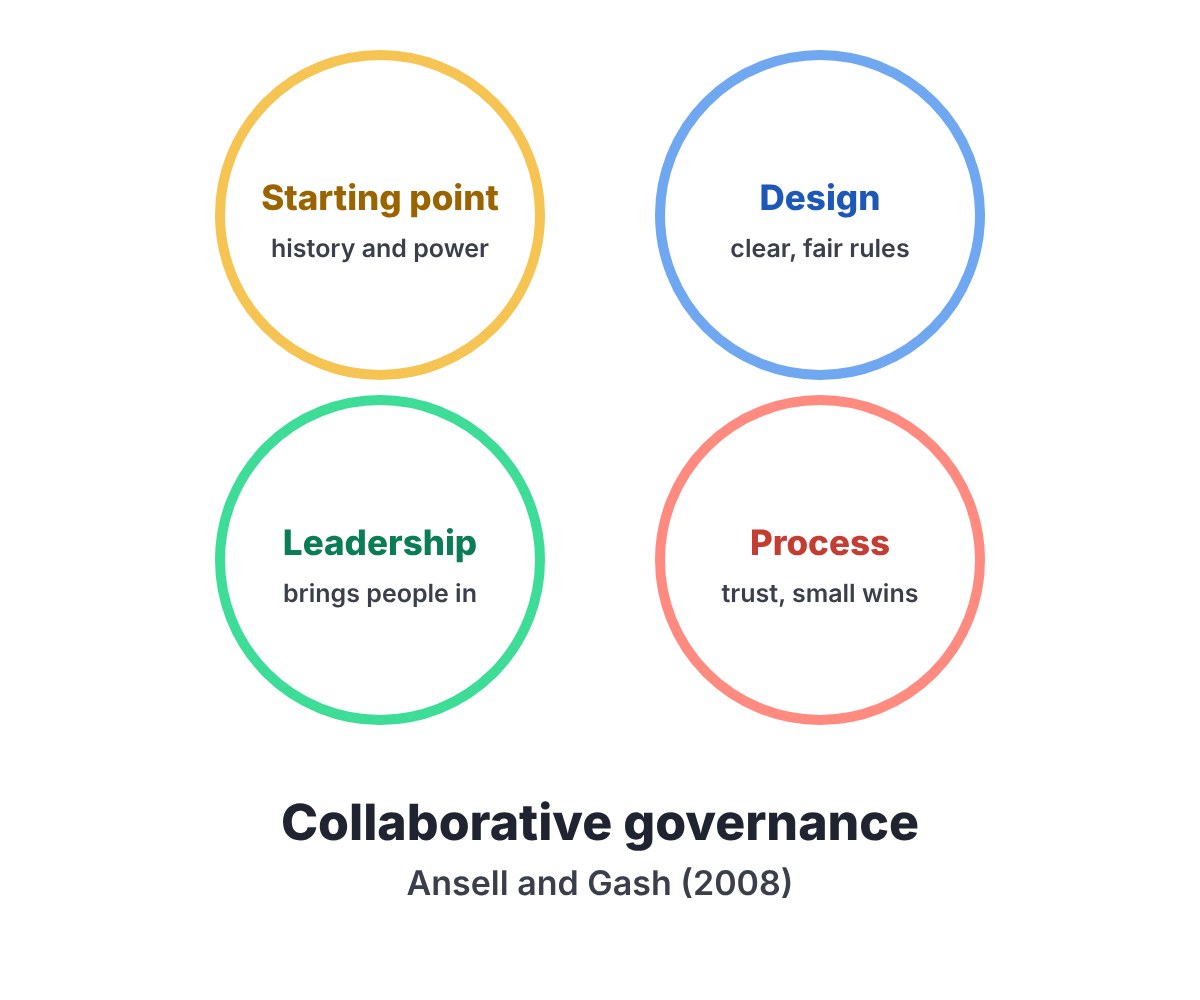 Starting point
history and power
Design
clear, fair rules
Leadership
brings people in
Process
trust, small wins
Collaborative governance
Ansell and Gash (2008)